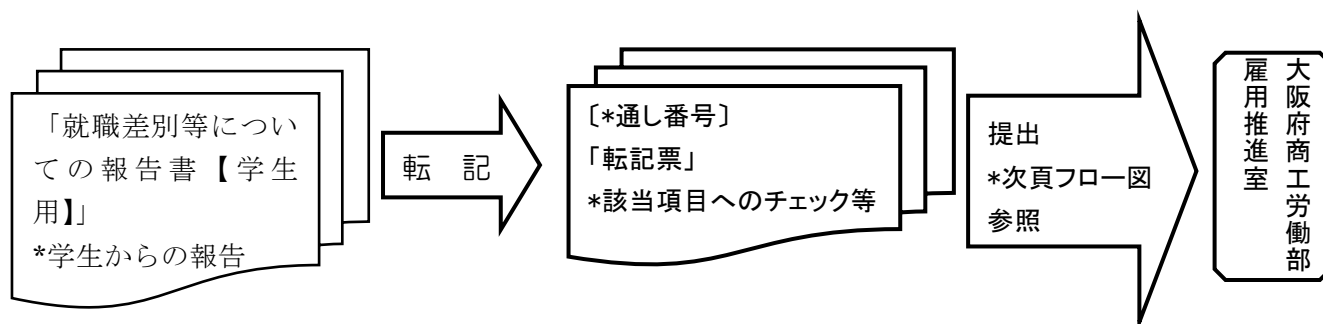 「就職差別等につい
ての報告書【学生
用】」
*学生からの報告
転　記
〔*通し番号〕
「転記票」
*該当項目へのチェック等
提出
*次頁フロー図
参照
大阪府商工労働部
雇用推進室